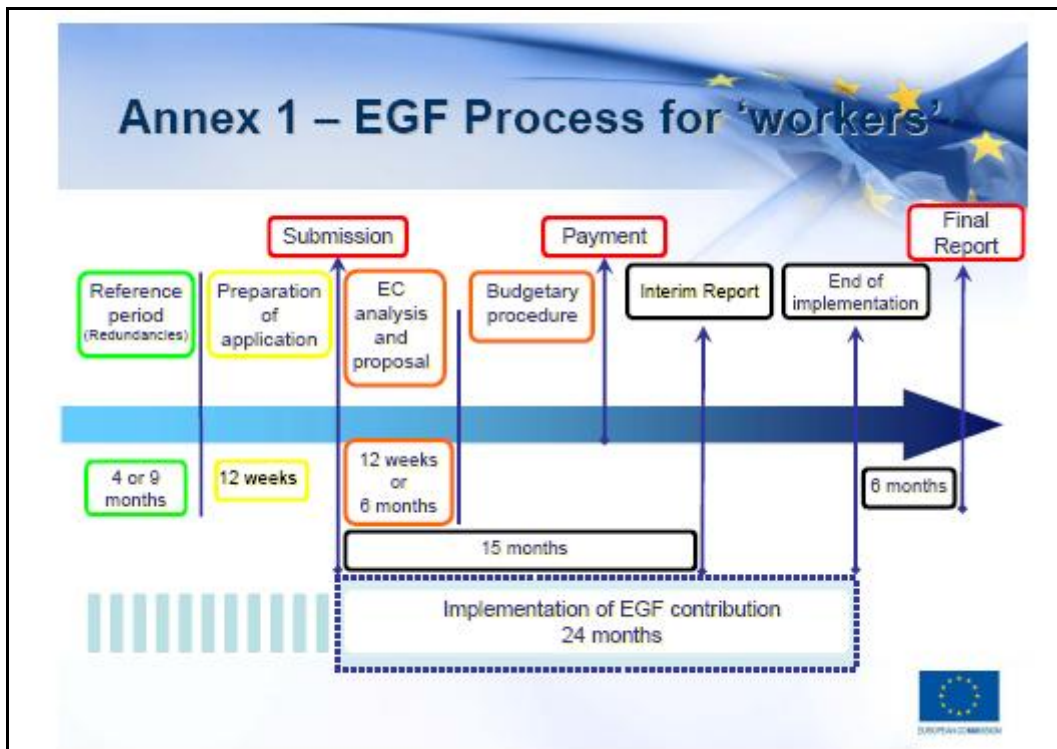 Annex 1 – EGF Process for ‘workers’
Submission
Payment
Final
Report
Reference
period
(Redundancies)
Preparation
of
application
EC
analysis
and
proposal
Budgetary
procedure
Interim Report
End of
implementation
4 or 9
months
12 weeks
12 weeks
or
6 months
6 months
15 months
Implementation of EGF contribution
24 months
EUROPEAN COMMISSION